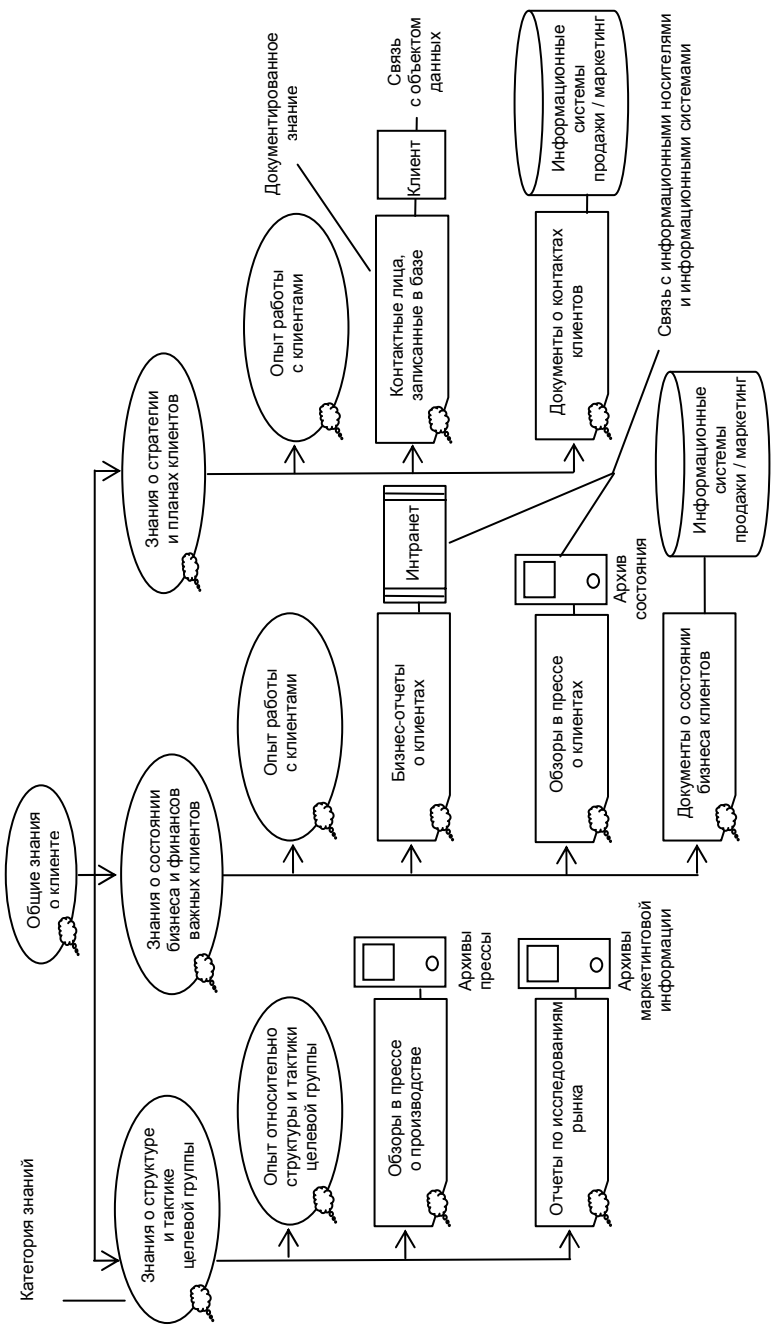 Категория знаний
Общие знания
о клиенте
Знания о структуре
и тактике
целевой группы
Знания о состоянии
бизнеса и финансов
важных клиентов
Знания о стратегии
и планах клиентов
Опыт относительно
структуры и тактики
целевой группы
Опыт работы
с клиентами
Опыт работы
с клиентами
Документированное
знание
Обзоры в прессе
о производстве
Архивы
прессы
Бизнес-отчеты
о клиентах
Интранет
Контактные лица,
записанные в базе
Клиент
Связь
с объектом
данных
Отчеты по исследованиям
рынка
Архивы
маркетинговой
информации
Обзоры в прессе
о клиентах
Архив
состояния
Документы о контактах
клиентов
Информационные
системы
продажи / маркетинг
Документы о состоянии
бизнеса клиентов
Информационные
системы
продажи / маркетинг
Связь с информационными носителями
и информационными системами